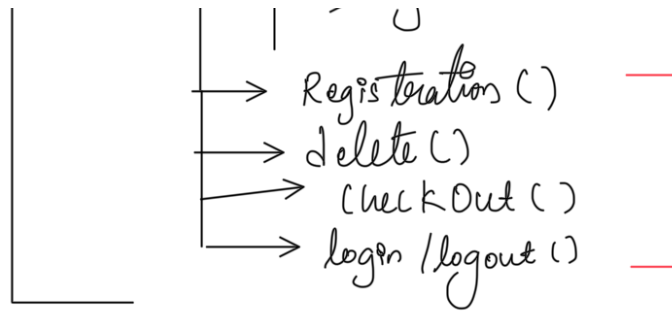 Registration ()
delete ()
CheckOut ()
login /logout ()